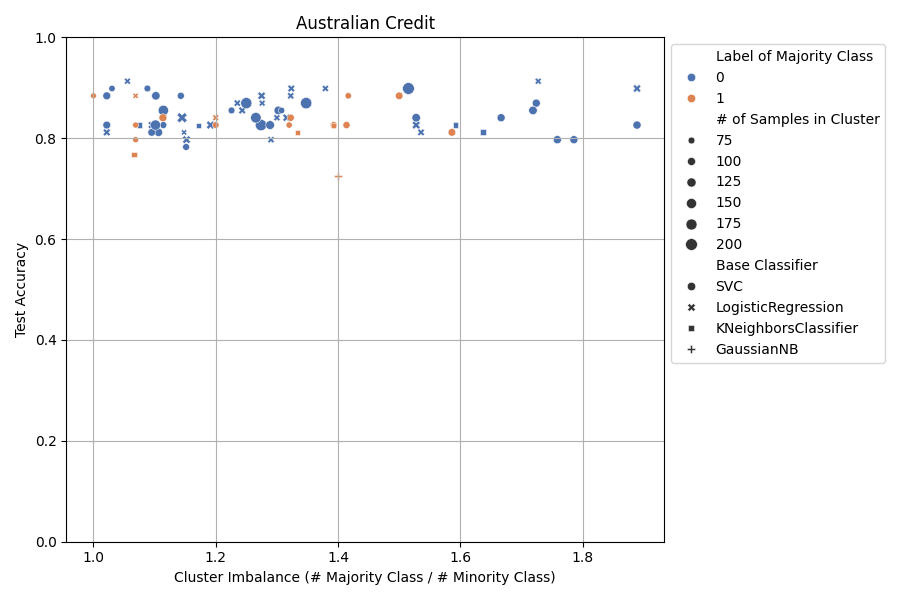 Australian Credit
Test Accuracy
1.0
0.8
0.6
0.4
0.2
0.0
1.0 1.2 1.4 1.6 1.8
Cluster Imbalance (# Majority Class / # Minority Class)
Label of Majority Class
0
1
# of Samples in Cluster
75
100
125
150
175
200
Base Classifier
SVC
LogisticRegression
KNeighborsClassifier
GaussianNB